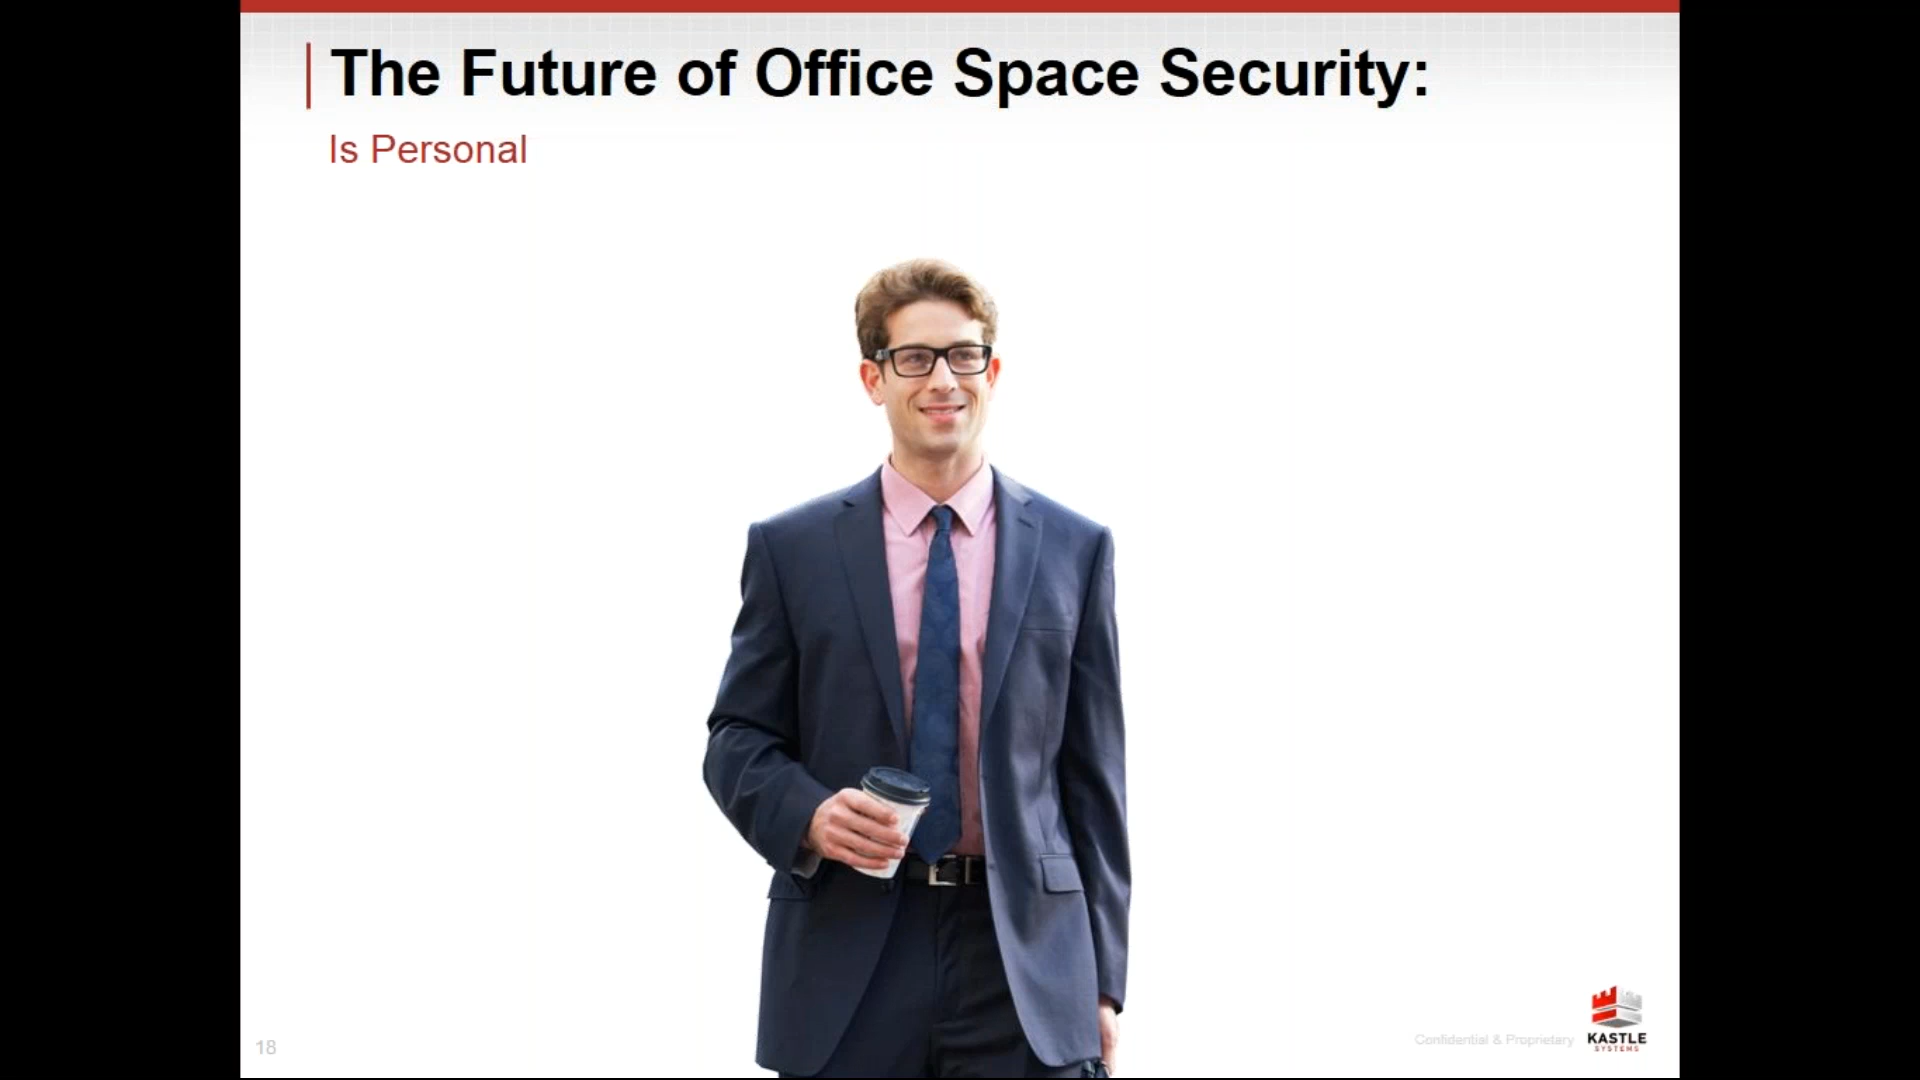 The Future of Office Space Security:
Is Personal
18
Confidential & Proprietary
KASTLE
SYSTEMS